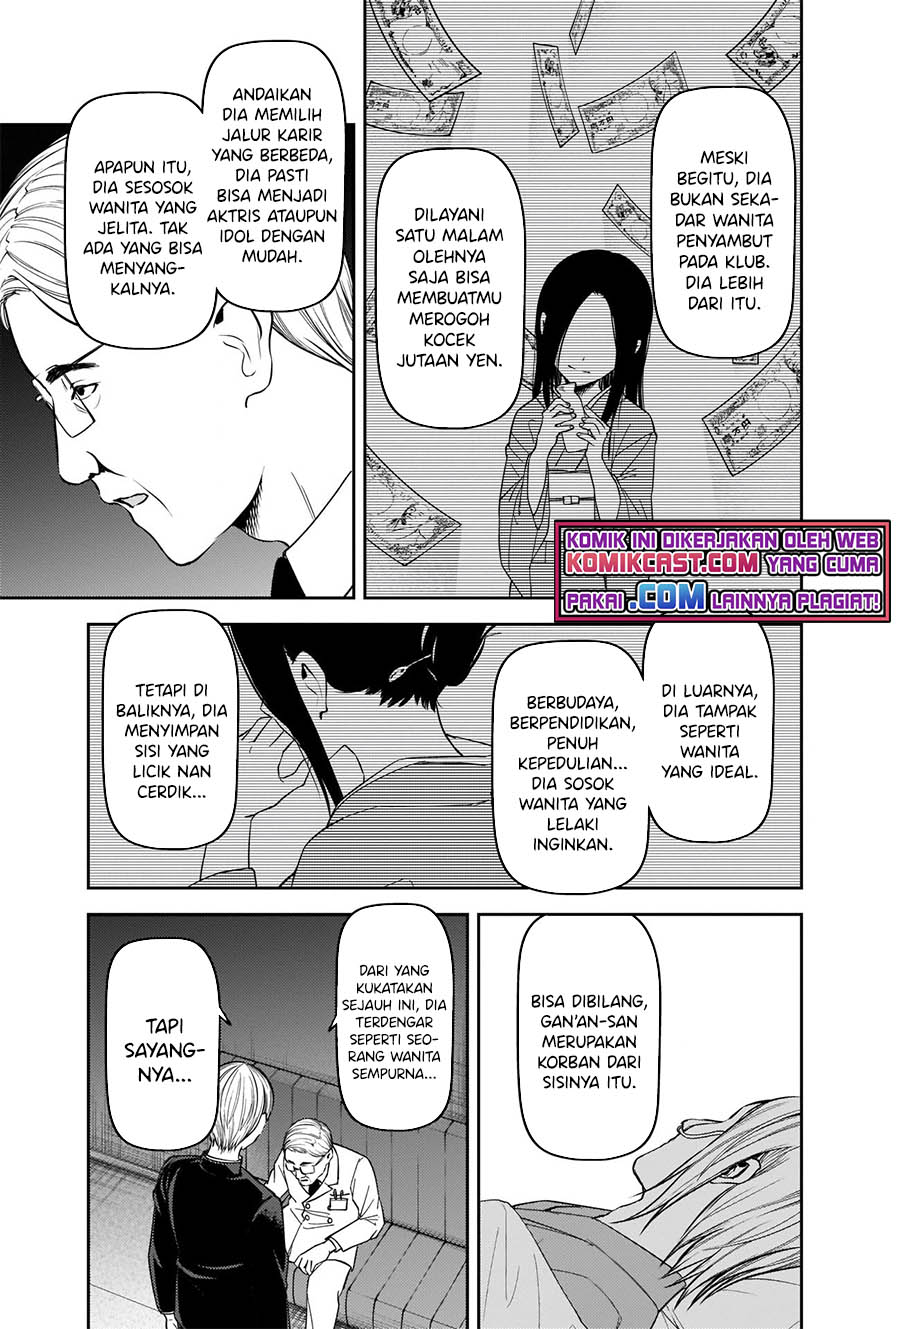 MESKI
BEGITU, DIA
BUKAN SEKA-
DAR WANITA
PENYAMBUT
PADA KLUB.
DIA LEBIH
DARI ITU.
DILAYANI
SATU MALAM
OLEHNYA
SAJA BISA
MEMBUATMU
MEROGOH
KOCEK
JUTAAN YEN.
ANDAIKAN
DIA MEMILIH
JALUR KARIR
YANG BERBEDA,
DIA PASTI
BISA MENJADI
AKTRIS ATAUPUN
IDOL DENGAN
MUDAH.
APAPUN ITU,
DIA SESOSOK
WANITA YANG
JELITA. TAK
ADA YANG BISA
MENYANG-
KALNYA.
KOMIK INI DIKERJAKAN OLEH WEB
KOMIKCAST.COM YANG CUMA
PAKAI .COM LAINNYA PLAGIAT!
DI LUARNYA,
DIA TAMPAK
SEPERTI
WANITA
YANG IDEAL.
BERBUDAYA,
BERPENDIDIKAN,
PENUH
KEPEDULIAN...
DIA SOSOK
WANITA YANG
LELAKI
INGINKAN.
TETAPI DI
BALIKNYA, DIA
MENYIMPAN
SISI YANG
LICIK NAN
CERDIK...
BISA DIBILANG,
GAN'AN-SAN
MERUPAKAN
KORBAN DARI
SISINYA ITU.
DARI YANG
KUKATAKAN
SEJAUH INI, DIA
TERDENGAR
SEPERTI SEO-
RANG WANITA
SEMPURNA...
TAPI
SAYANG-
NYA...